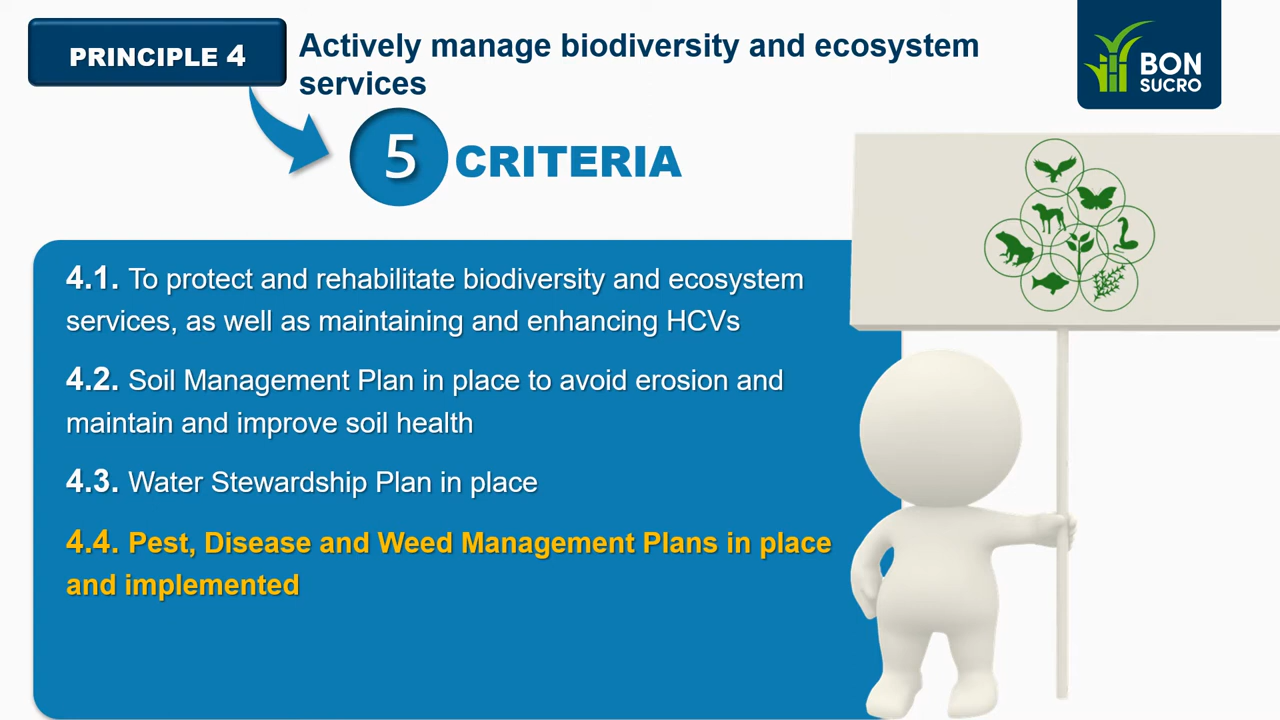 PRINCIPLE 4
Actively manage biodiversity and ecosystem
services
BON
SUCRO
5 CRITERIA
4.1. To protect and rehabilitate biodiversity and ecosystem
services, as well as maintaining and enhancing HCVs
4.2. Soil Management Plan in place to avoid erosion and
maintain and improve soil health
4.3. Water Stewardship Plan in place
4.4. Pest, Disease and Weed Management Plans in place
and implemented